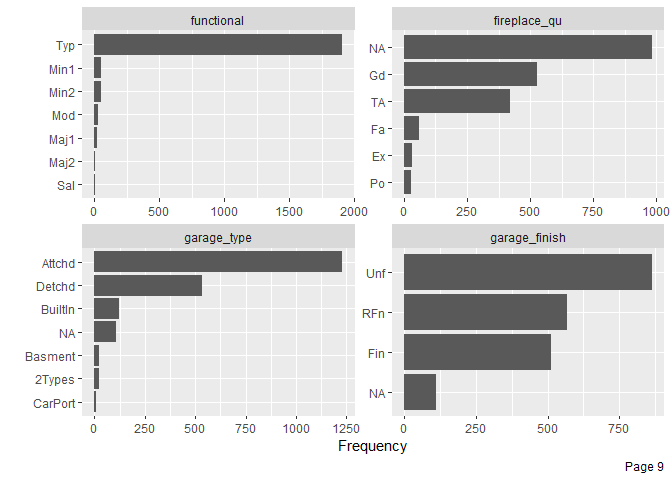 functional
Typ
Min1
Min2
Mod
Maj1
Maj2
Sal
0 500 1000 1500 2000
fireplace_qu
NA
Gd
TA
Fa
Ex
Po
0 250 500 750 1000
garage_type
Attchd
Detchd
BuiltIn
NA
Basment
2Types
CarPort
0 250 500 750 1000 1250
garage_finish
Unf
RFn
Fin
NA
0 250 500 750
Frequency
Page 9